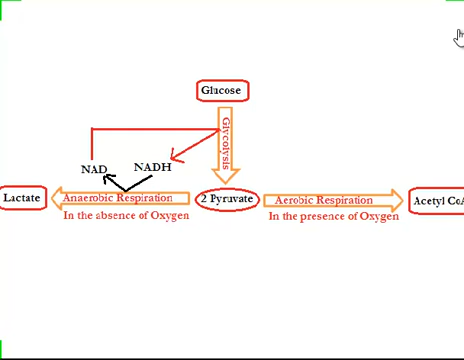 Glucose
Glycolysis
NAD
NADH
Lactate
Anaerobic Respiration
2 Pyruvate
Aerobic Respiration
Acetyl CoA
In the absence of Oxygen
In the presence of Oxygen